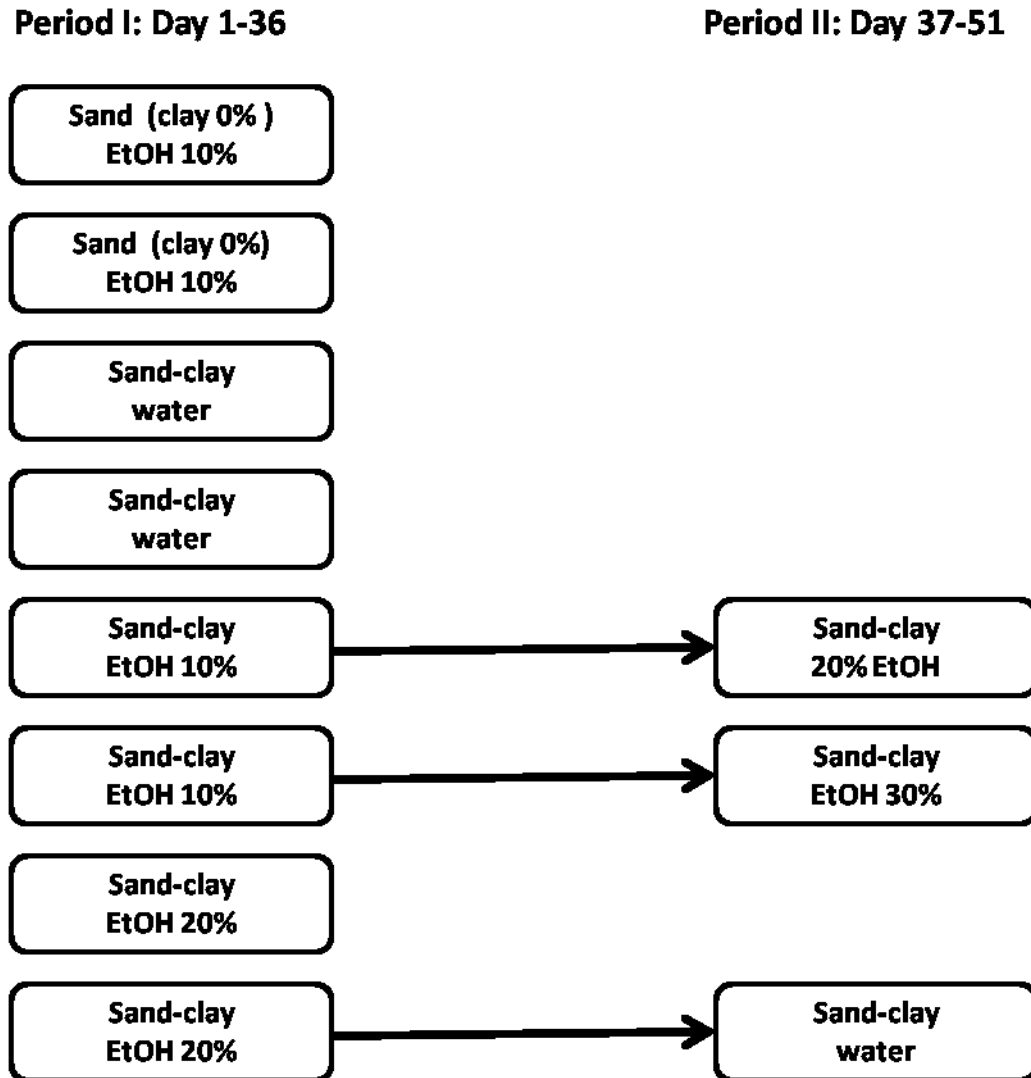 Period I: Day 1-36
Period II: Day 37-51
Sand (clay 0% )
EtOH 10%
Sand (clay 0%)
EtOH 10%
Sand-clay
water
Sand-clay
water
Sand-clay
EtOH 10%
Sand-clay
20% EtOH
Sand-clay
EtOH 10%
Sand-clay
EtOH 30%
Sand-clay
EtOH 20%
Sand-clay
EtOH 20%
Sand-clay
water